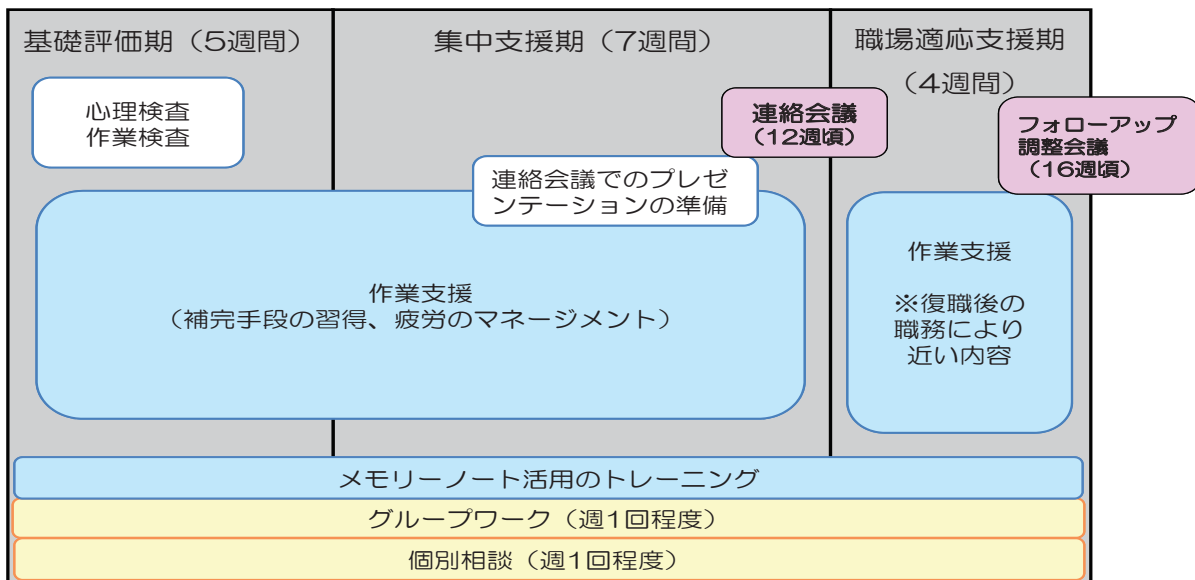 基礎評価期（5週間）
集中支援期（7週間）
職場適応支援期
（4週間）
心理検査
作業検査
連絡会議
（12週頃）
フォローアップ
調整会議
（16週頃）
連絡会議でのプレゼ
ンテーションの準備
作業支援
（補完手段の習得、疲労のマネージメント）
作業支援
※復職後の
職務により
近い内容
メモリーノート活用のトレーニング
グループワーク（週1回程度）
個別相談（週1回程度）